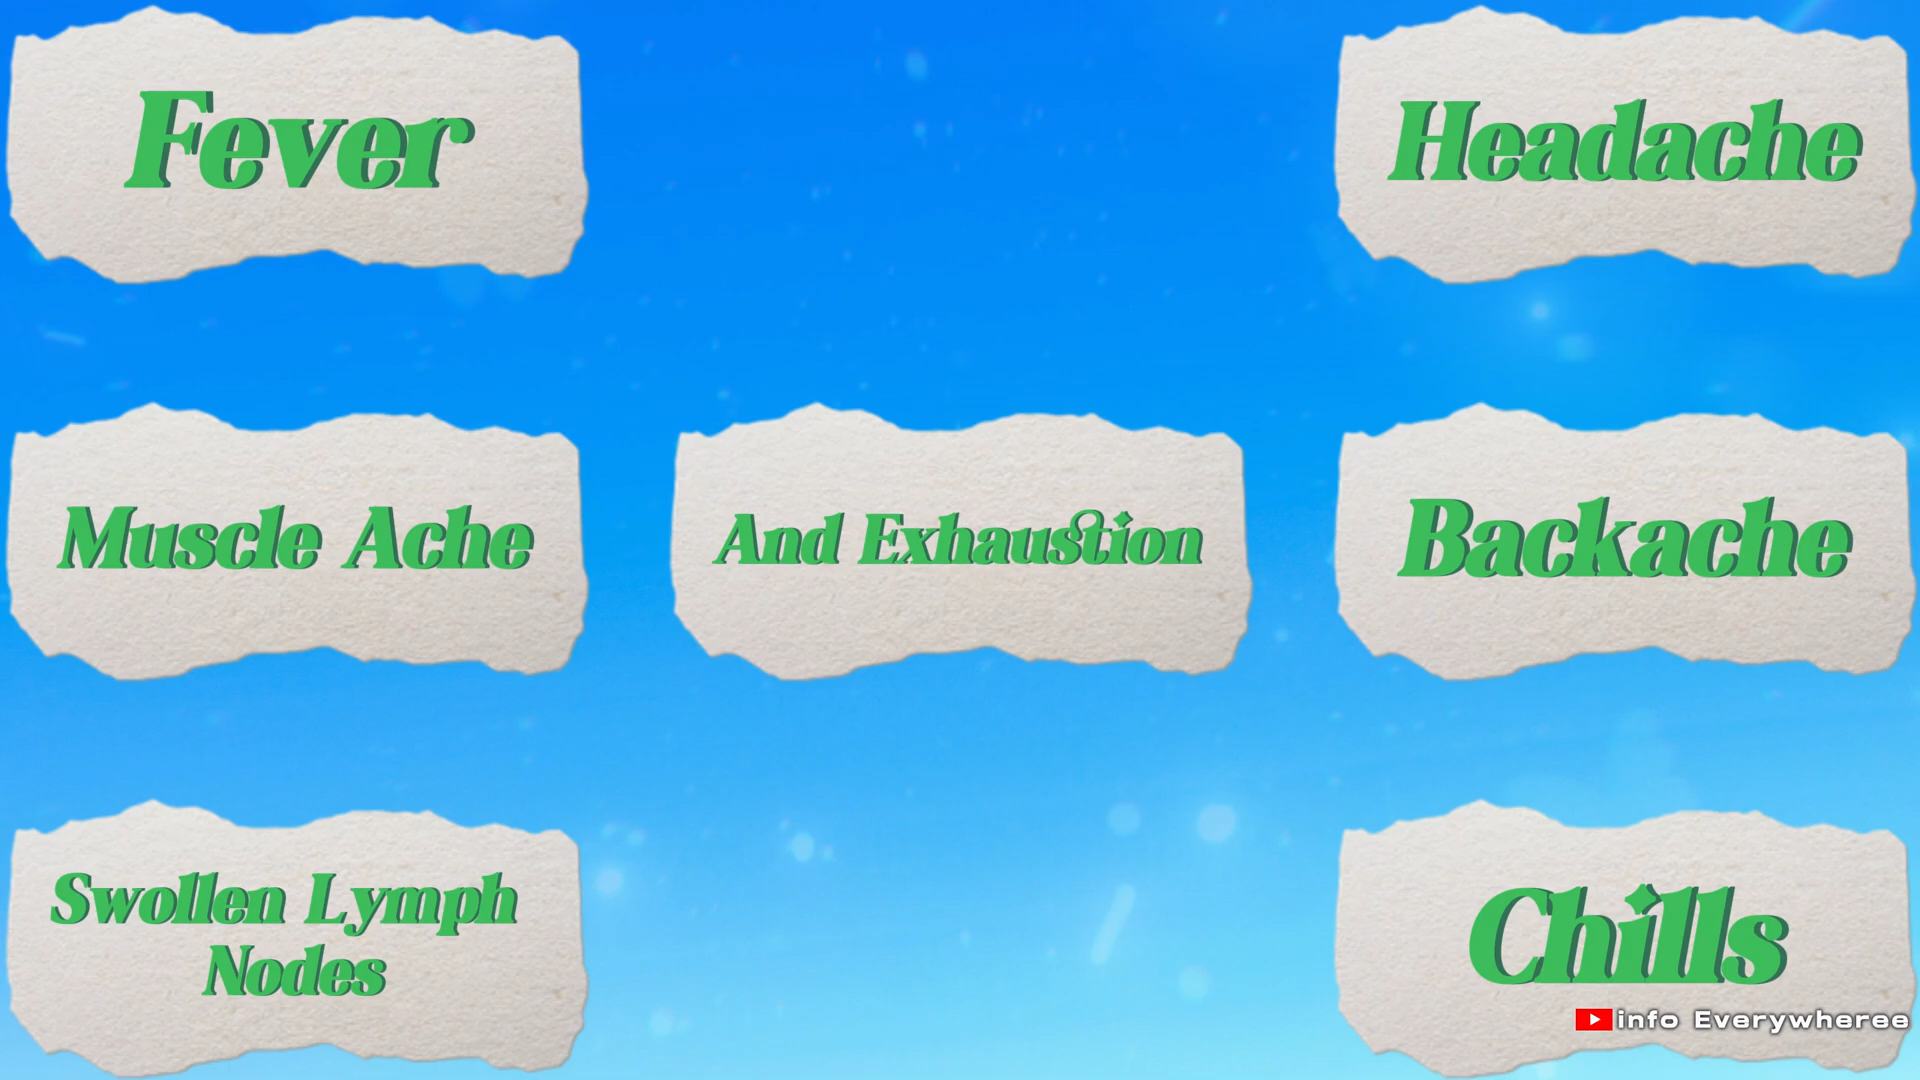 Fever
Headache
Muscle Ache
And Exhaustion
Backache
Swollen Lymph
Nodes
Chills
info Everywheree